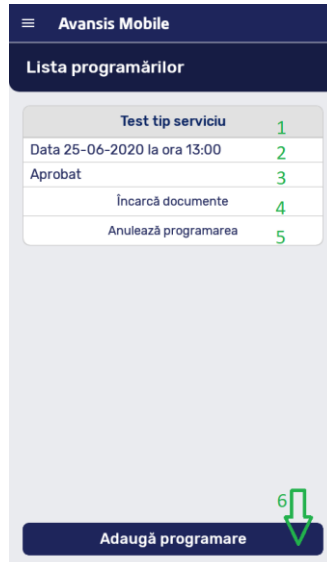 Avansis Mobile
Lista programărilor
Test tip serviciu 1
Data 25-06-2020 la ora 13:00 2
Aprobat 3
Încarcă documente 4
Anulează programarea 5
6
Adaugă programare